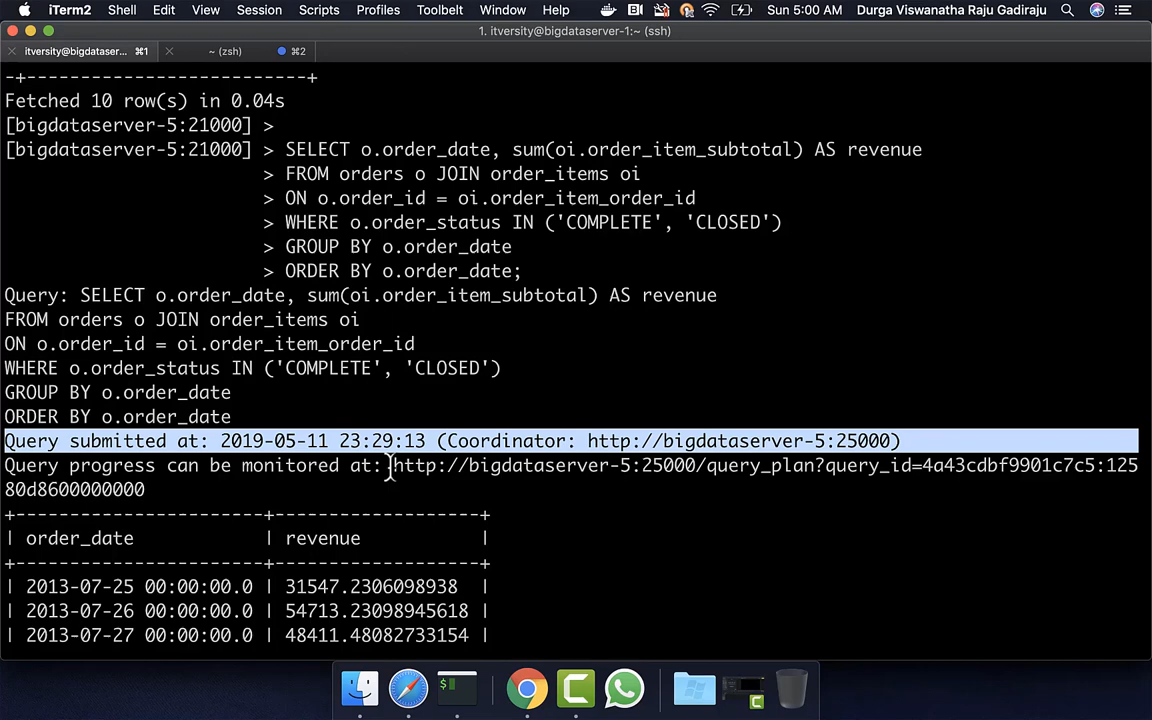 iTerm2 Shell Edit View Session Scripts Profiles Toolbelt Window Help Sun 5:00 AM Durga Viswanatha Raju Gadiraju
1. itversity@bigdataserver-1:~ (ssh)
itversity@bigdataserver... ⌘1 ~ (zsh) ⌘2
-+--------------------------+
Fetched 10 row(s) in 0.04s
[bigdataserver-5:21000] >
[bigdataserver-5:21000] > SELECT o.order_date, sum(oi.order_item_subtotal) AS revenue
> FROM orders o JOIN order_items oi
> ON o.order_id = oi.order_item_order_id
> WHERE o.order_status IN ('COMPLETE', 'CLOSED')
> GROUP BY o.order_date
> ORDER BY o.order_date;
Query: SELECT o.order_date, sum(oi.order_item_subtotal) AS revenue
FROM orders o JOIN order_items oi
ON o.order_id = oi.order_item_order_id
WHERE o.order_status IN ('COMPLETE', 'CLOSED')
GROUP BY o.order_date
ORDER BY o.order_date
Query submitted at: 2019-05-11 23:29:13 (Coordinator: http://bigdataserver-5:25000)
Query progress can be monitored at: http://bigdataserver-5:25000/query_plan?query_id=4a43cdbf9901c7c5:125
80d8600000000
+-----------------------+-------------------+
| order_date | revenue |
+-----------------------+-------------------+
| 2013-07-25 00:00:00.0 | 31547.2306098938 |
| 2013-07-26 00:00:00.0 | 54713.23098945618 |
| 2013-07-27 00:00:00.0 | 48411.48082733154 |